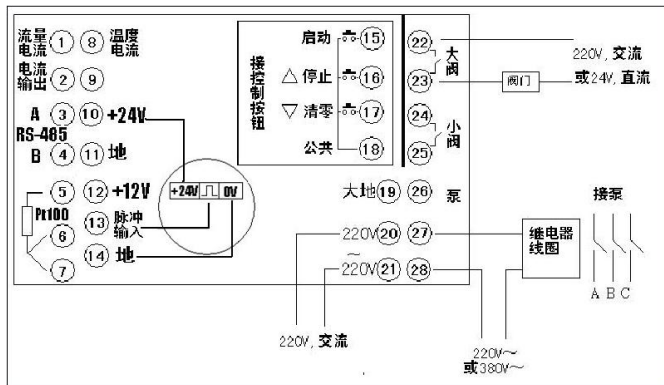 流量 ① ⑧ 温度
电流 电流
电流 ② ⑨
输出
A ③ ⑩ +24V
RS-485
B ④ ⑪ 地
⑤ ⑫ +12V
Pt100
⑥ ⑬ 脉冲
输入
⑦ ⑭ 地
+24V 0V
接控制按钮
启动 ⑮
△ 停止 ⑯
▽ 清零 ⑰
公共 ⑱
大地 ⑲
220V ⑳
~
220V ㉑
220V, 交流
㉒ 大阀
㉓
㉔ 小阀
㉕
㉖ 泵
㉗
㉘
阀门
220V, 交流
或24V, 直流
继电器
线圈
接泵
A B C
220V~
或380V~